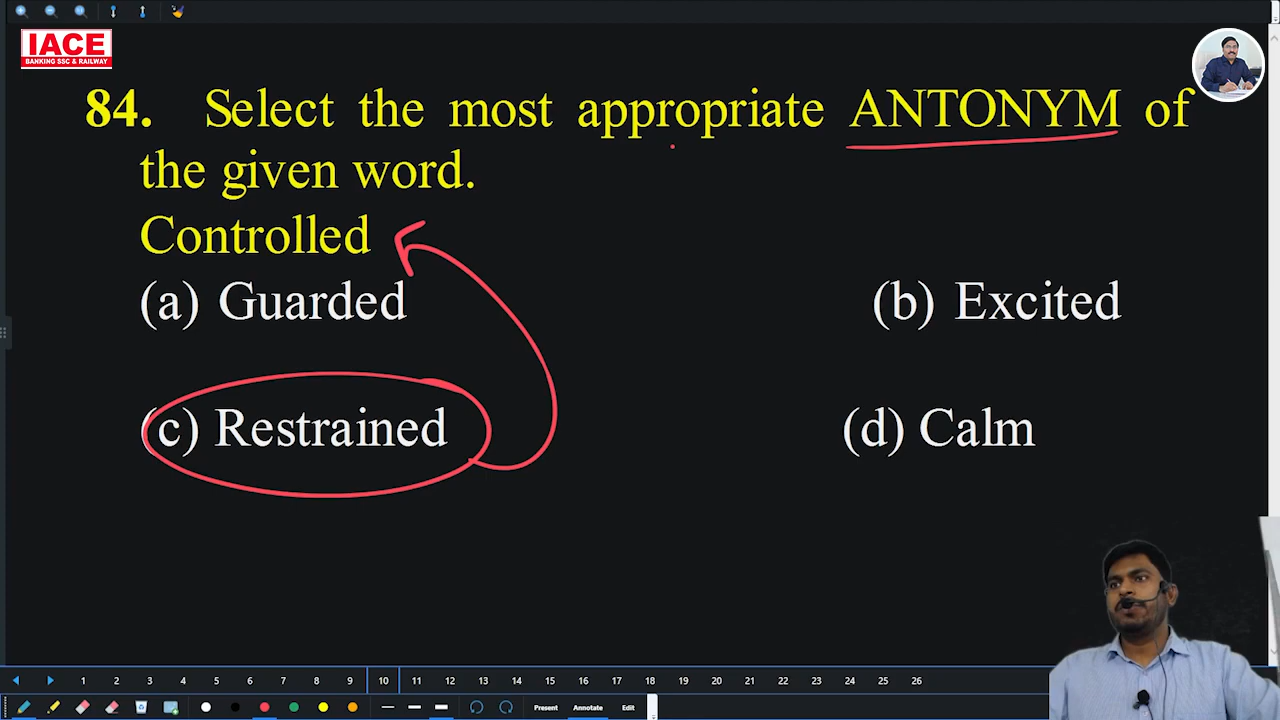 IACE
BANKING SSC & RAILWAY
84. Select the most appropriate ANTONYM of
the given word.
Controlled
(a) Guarded (b) Excited
(c) Restrained (d) Calm
1 2 3 4 5 6 7 8 9 10 11 12 13 14 15 16 17 18 19 20 21 22 23 24 25 26
Present Annotate Edit